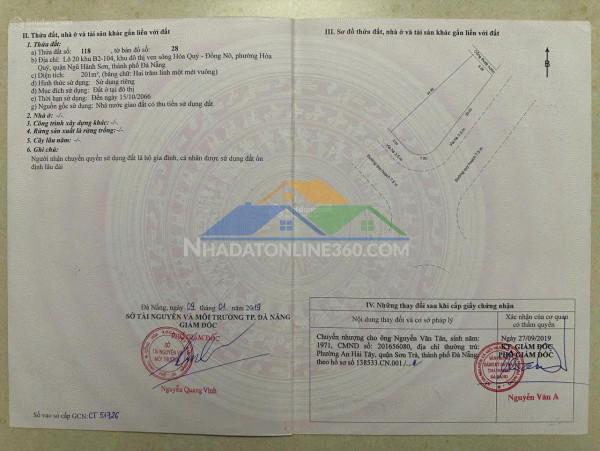 II. Thửa đất, nhà ở và tài sản khác gắn liền với đất
1. Thửa đất:
a) Thửa đất số: 118 , tờ bản đồ số: 28
b) Địa chỉ: Lô 20 khu B2-104, khu đô thị ven sông Hòa Quý - Đồng Nò, phường Hòa
Quý, quận Ngũ Hành Sơn, thành phố Đà Nẵng
c) Diện tích: 201m², (bằng chữ: Hai trăm linh một mét vuông)
d) Hình thức sử dụng: Sử dụng riêng
đ) Mục đích sử dụng: Đất ở tại đô thị
e) Thời hạn sử dụng: Đến ngày 15/10/2066
g) Nguồn gốc sử dụng: Nhà nước giao đất có thu tiền sử dụng đất
2. Nhà ở: -/-
3. Công trình xây dựng khác: -/-
4. Rừng sản xuất là rừng trồng: -/-
5. Cây lâu năm: -/-
6. Ghi chú:
Người nhận chuyển quyền sử dụng đất là hộ gia đình, cá nhân được sử dụng đất ổn
định lâu dài
Đà Nẵng, ngày 09 tháng 01 năm 2019
SỞ TÀI NGUYÊN VÀ MÔI TRƯỜNG TP. ĐÀ NẴNG
GIÁM ĐỐC
PHÓ GIÁM ĐỐC
SỞ
TÀI NGUYÊN VÀ
MÔI TRƯỜNG
Nguyễn Quang Vinh
Số vào sổ cấp GCN: CT 51726
III. Sơ đồ thửa đất, nhà ở và tài sản khác gắn liền với đất
B
NHADATONLINE360.COM
IV. Những thay đổi sau khi cấp giấy chứng nhận
Nội dung thay đổi và cơ sở pháp lý
Xác nhận của cơ quan
có thẩm quyền
Chuyển nhượng cho ông Nguyễn Văn Tân, sinh năm:
1971, CMND số: 201656080, địa chỉ thường trú:
Phường An Hải Tây, quận Sơn Trà, thành phố Đà Nẵng;
theo hồ sơ số 138533.CN.001./.
Ngày 27/09/2019
KT. GIÁM ĐỐC
PHÓ GIÁM ĐỐC
Nguyễn Văn A